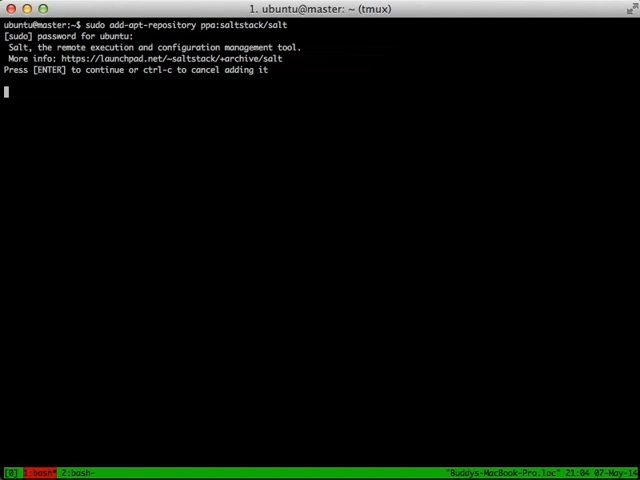 1. ubuntu@master: ~ (tmux)
ubuntu@master:~$ sudo add-apt-repository ppa:saltstack/salt
[sudo] password for ubuntu:
Salt, the remote execution and configuration management tool.
More info: https://launchpad.net/~saltstack/+archive/salt
Press [ENTER] to continue or ctrl-c to cancel adding it
[0] 1:bash* 2:bash- "Buddys-MacBook-Pro.loc" 21:04 07-May-14